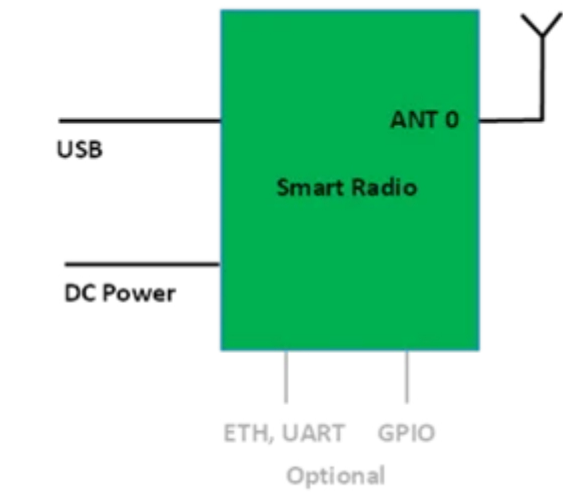 ANT 0
USB
Smart Radio
DC Power
ETH, UART GPIO
Optional